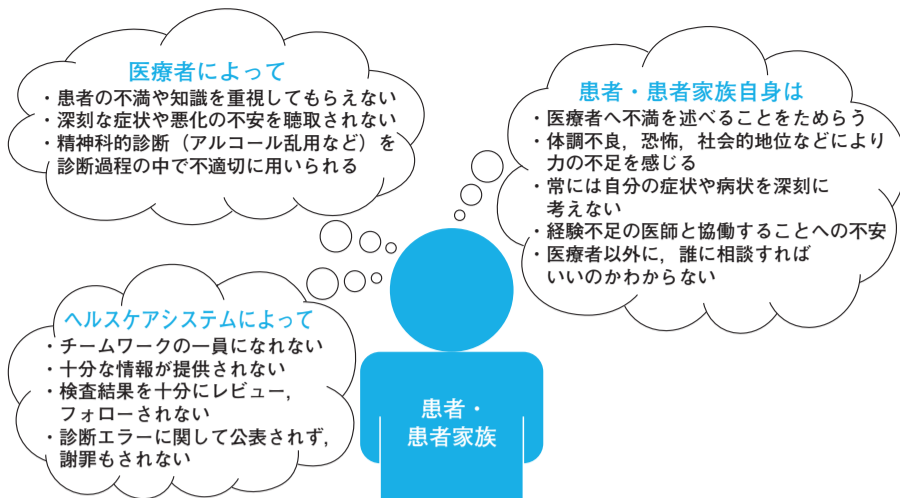 医療者によって
・患者の不満や知識を重視してもらえない
・深刻な症状や悪化の不安を聴取されない
・精神科的診断（アルコール乱用など）を
診断過程の中で不適切に用いられる
患者・患者家族自身は
・医療者へ不満を述べることをためらう
・体調不良，恐怖，社会的地位などにより
力の不足を感じる
・常には自分の症状や病状を深刻に
考えない
・経験不足の医師と協働することへの不安
・医療者以外に，誰に相談すれば
いいのかわからない
ヘルスケアシステムによって
・チームワークの一員になれない
・十分な情報が提供されない
・検査結果を十分にレビュー，
フォローされない
・診断エラーに関して公表されず，
謝罪もされない
患者・
患者家族